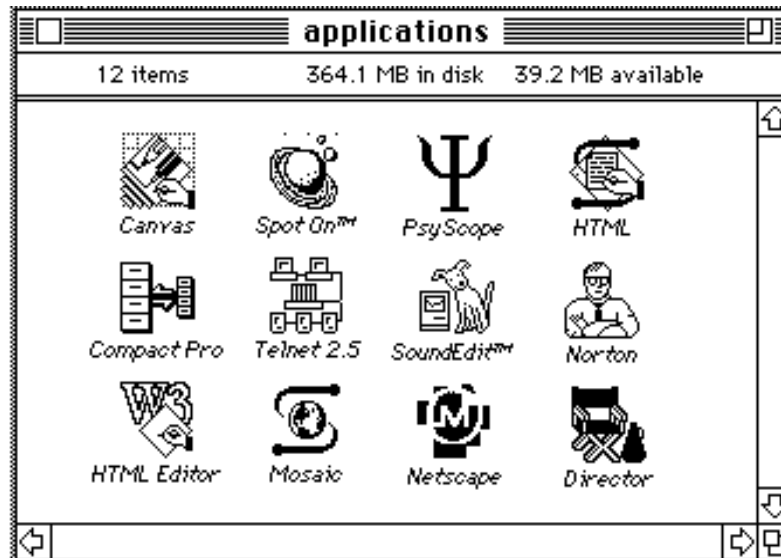 applications
12 items 364.1 MB in disk 39.2 MB available
Canvas Spot On™ PsyScope HTML
Compact Pro Telnet 2.5 SoundEdit™ Norton
W3
HTML Editor Mosaic Netscape Director